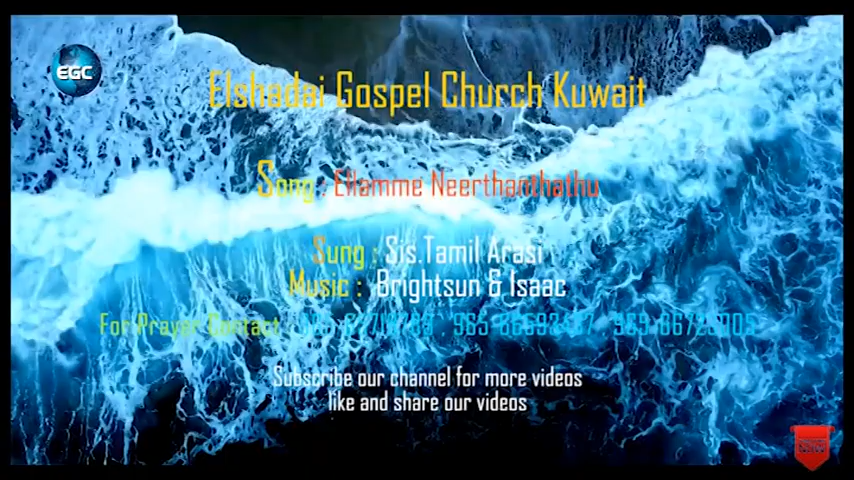 EGC
Elshadai Gospel Church Kuwait
Song : Ellamme Neerthanthathu
Sung : Sis.Tamil Arasi
Music : Brightsun & Isaac
For Prayer Contact :
Subscribe our channel for more videos
like and share our videos